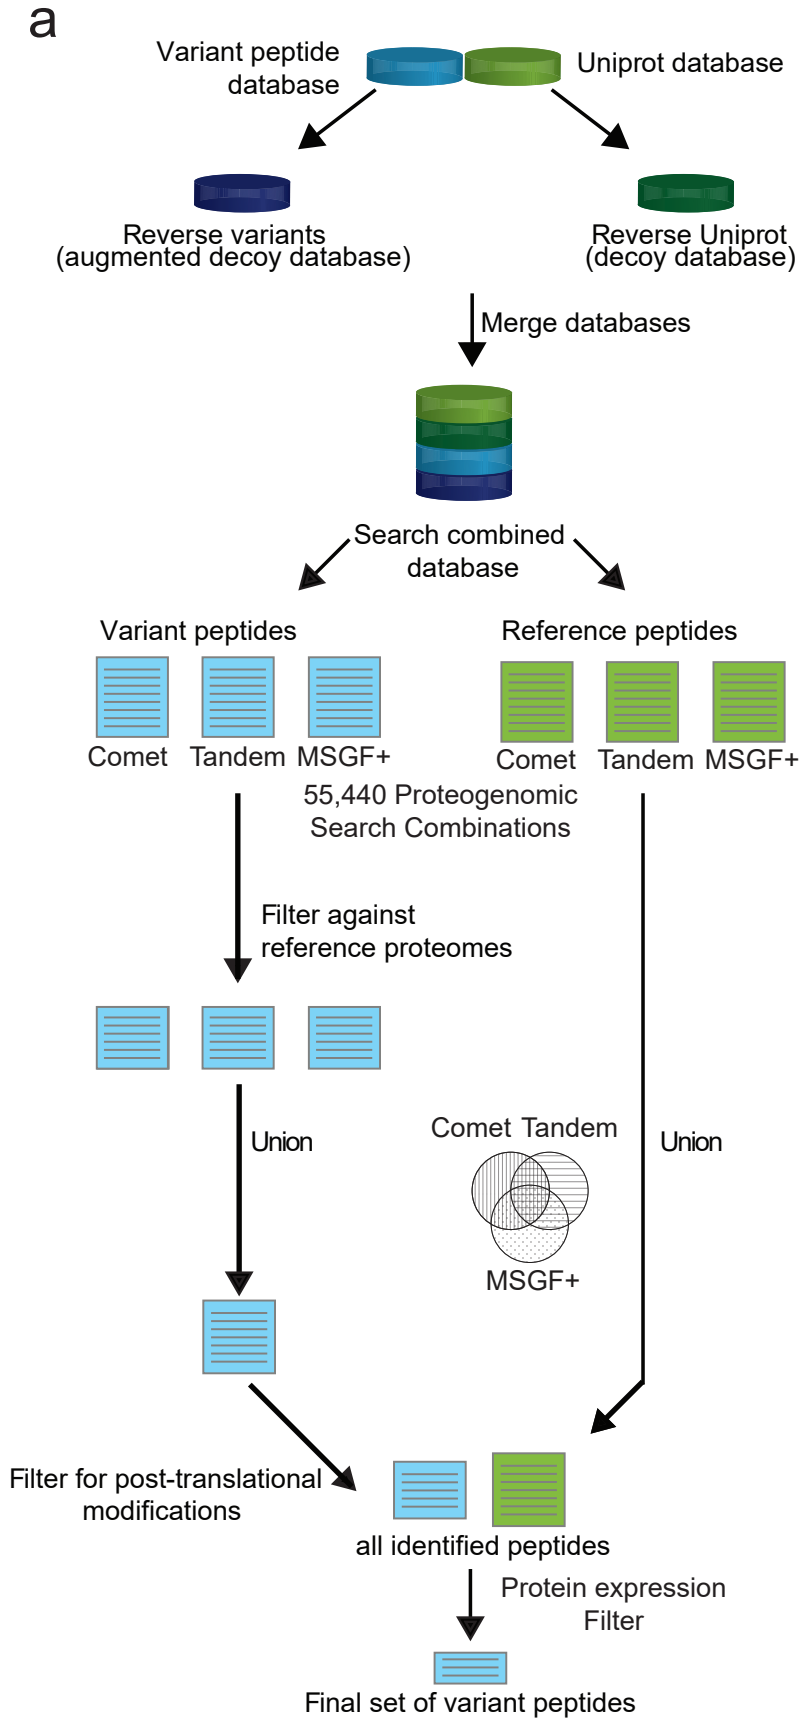 a
Variant peptide
database
Uniprot database
Reverse variants
(augmented decoy database)
Reverse Uniprot
(decoy database)
Merge databases
Search combined
database
Variant peptides
Reference peptides
Comet Tandem MSGF+
Comet Tandem MSGF+
55,440 Proteogenomic
Search Combinations
Filter against
reference proteomes
Union
Comet Tandem
MSGF+
Union
Filter for post-translational
modifications
all identified peptides
Protein expression
Filter
Final set of variant peptides